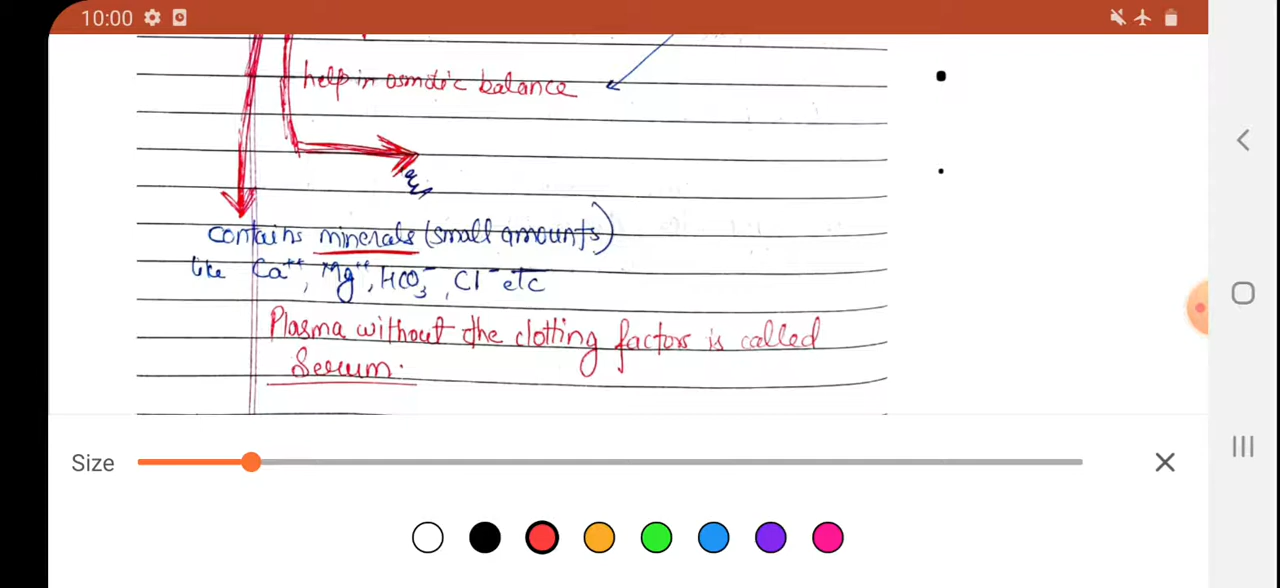 10:00
help in osmotic balance
contains minerals (small amounts)
like Ca⁺⁺, Mg⁺⁺, HCO₃⁻, Cl⁻ etc
Plasma without the clotting factors is called
Serum.
Size